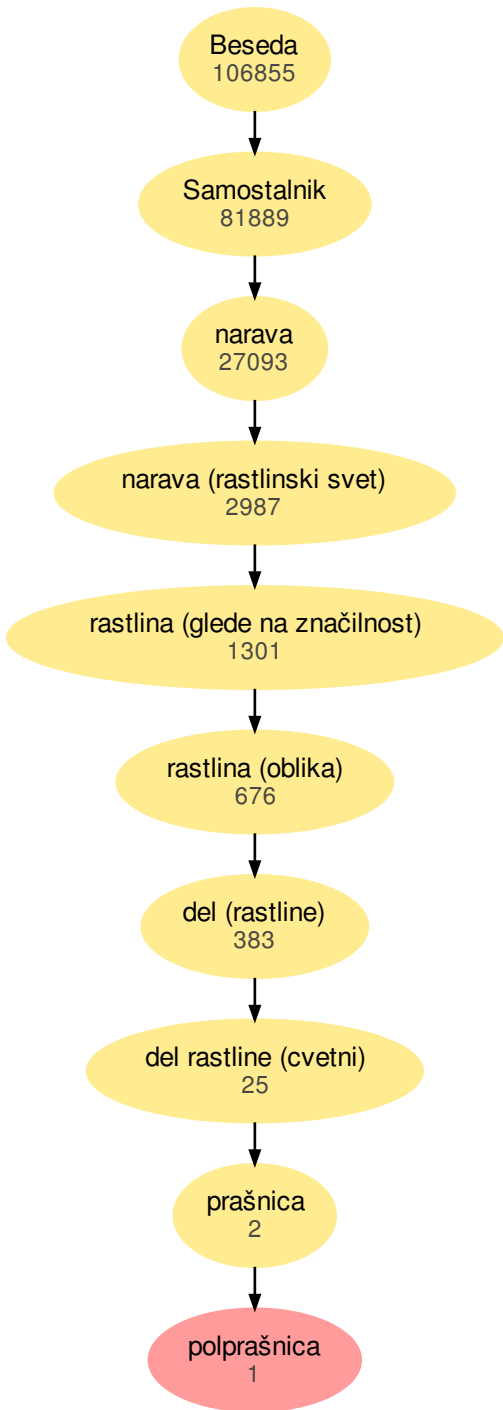 Beseda
106855
Samostalnik
81889
narava
27093
narava (rastlinski svet)
2987
rastlina (glede na značilnost)
1301
rastlina (oblika)
676
del (rastline)
383
del rastline (cvetni)
25
prašnica
2
polprašnica
1